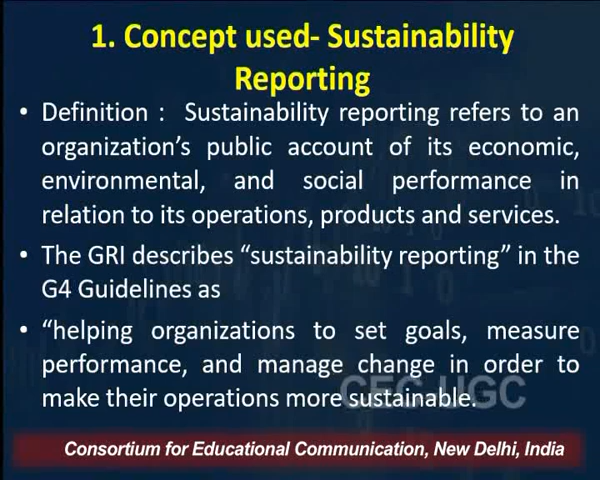 1. Concept used- Sustainability
Reporting
• Definition : Sustainability reporting refers to an
organization's public account of its economic,
environmental, and social performance in
relation to its operations, products and services.
• The GRI describes “sustainability reporting” in the
G4 Guidelines as
• “helping organizations to set goals, measure
performance, and manage change in order to
make their operations more sustainable.
CEC UGC
Consortium for Educational Communication, New Delhi, India